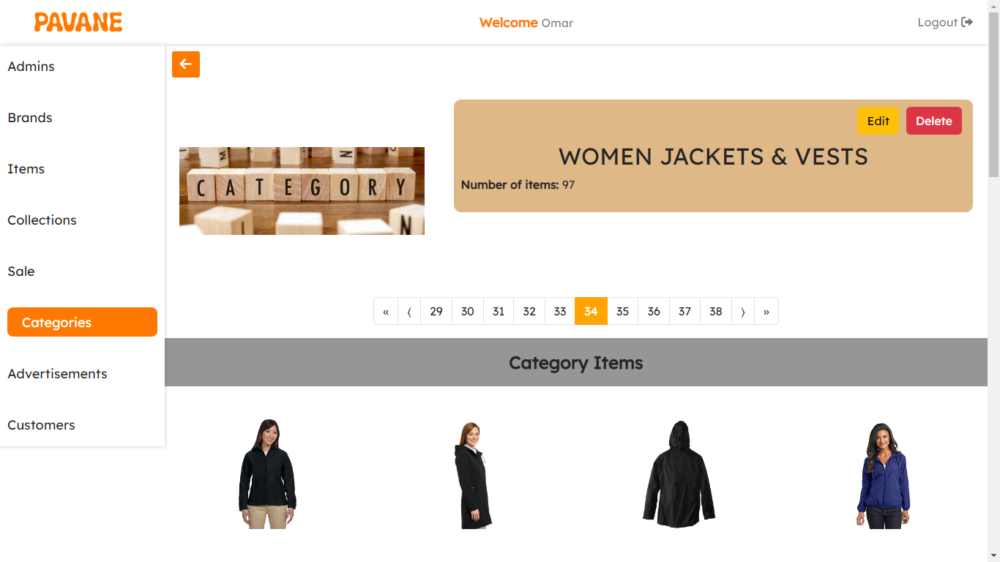 PAVANE
Welcome Omar
Logout
Admins
Brands
Items
Collections
Sale
Categories
Advertisements
Customers
CATEGORY
N
N
Edit
Delete
WOMEN JACKETS & VESTS
Number of items: 97
« ⟨ 29 30 31 32 33 34 35 36 37 38 ⟩ »
Category Items